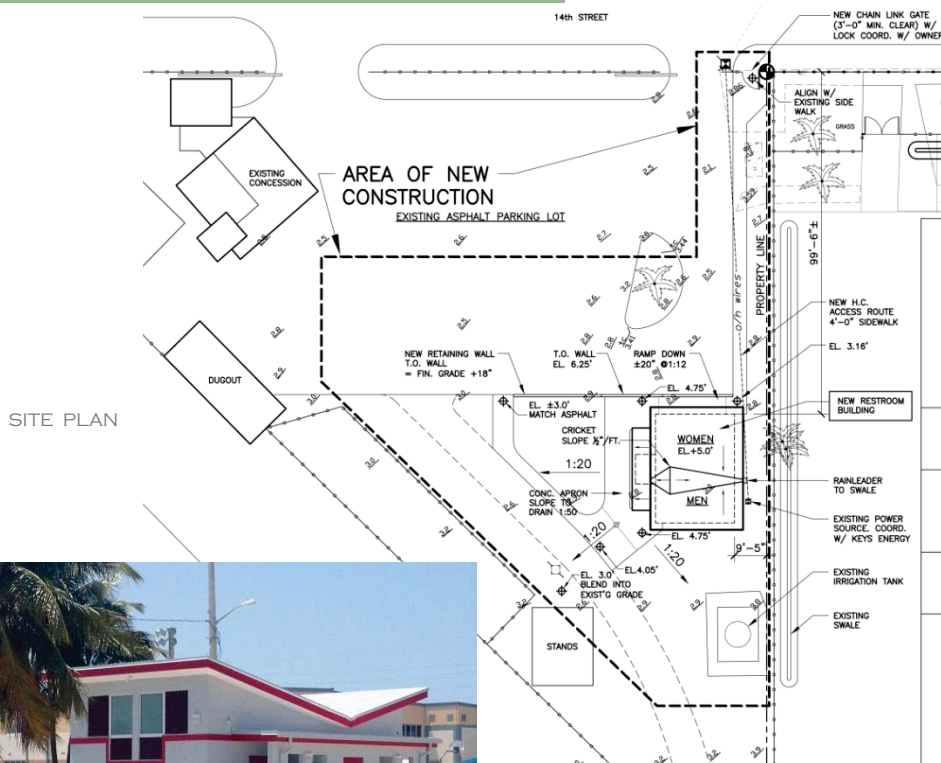 14th STREET
NEW CHAIN LINK GATE
(3'-0" MIN. CLEAR) W/
LOCK COORD. W/ OWNER
ALIGN W/
EXISTING SIDE
WALK
GRASS
EXISTING
CONCESSION
AREA OF NEW
CONSTRUCTION
EXISTING ASPHALT PARKING LOT
PROPERTY LINE
o/h wires
99'-6"±
NEW H.C.
ACCESS ROUTE
4'-0" SIDEWALK
EL. 3.16'
NEW RETAINING WALL
T.O. WALL
= FIN. GRADE +18"
T.O. WALL
EL. 6.25'
RAMP DOWN
±20" @1:12
DUGOUT
EL. 4.75'
EL. ±3.0'
MATCH ASPHALT
NEW RESTROOM
BUILDING
SITE PLAN
CRICKET
SLOPE ½"/FT.
WOMEN
EL.+5.0'
1:20
MEN
CONC. APRON
SLOPE TO
DRAIN 1:50
RAINLEADER
TO SWALE
EXISTING POWER
SOURCE. COORD.
W/ KEYS ENERGY
1:20
EL. 4.75'
1:20
9'-5"
EL.4.05'
EL. 3.0'
BLEND INTO
EXIST'G GRADE
EXISTING
IRRIGATION TANK
EXISTING
SWALE
STANDS